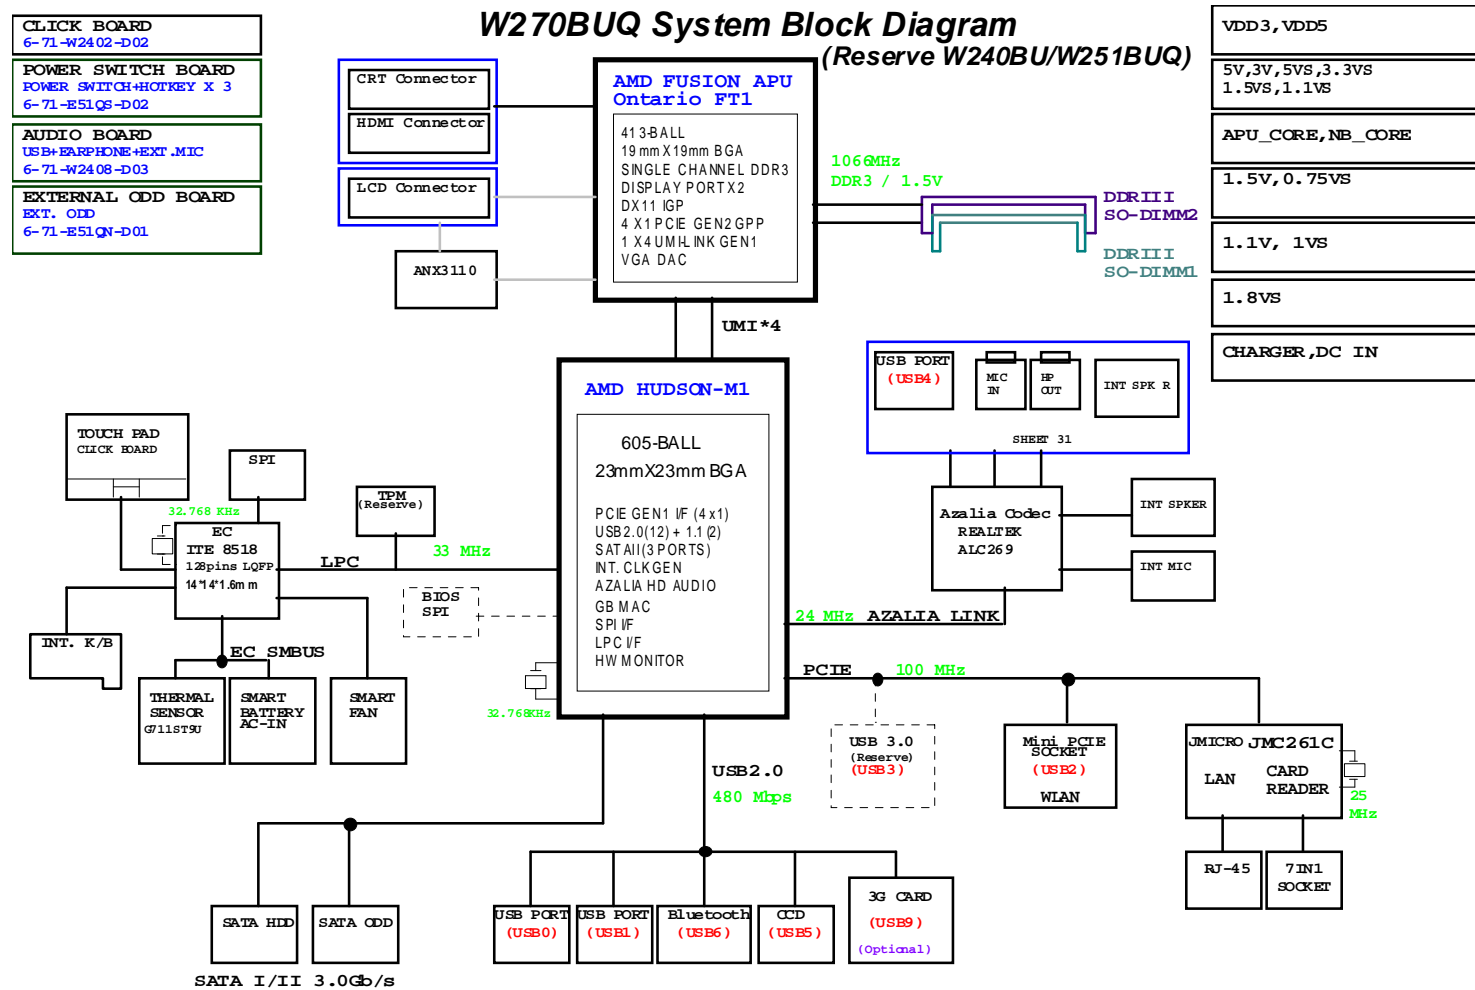 W270BUQ System Block Diagram
(Reserve W240BU/W251BUQ)
CLICK BOARD
6-71-W2402-D02
POWER SWITCH BOARD
POWER SWITCH+HOTKEY X 3
6-71-E51QS-D02
AUDIO BOARD
USB+EARPHONE+EXT.MIC
6-71-W2408-D03
EXTERNAL ODD BOARD
EXT. ODD
6-71-E51QN-D01
CRT Connector
HDMI Connector
LCD Connector
ANX3110
AMD FUSION APU
Ontario FT1
413-BALL
19mmX19mm BGA
SINGLE CHANNEL DDR3
DISPLAY PORT X2
DX11 IGP
4 X1 PCIE GEN2 GPP
1 X4 UMI-LINK GEN1
VGA DAC
1066MHz
DDR3 / 1.5V
DDRIII
SO-DIMM2
DDRIII
SO-DIMM1
VDD3,VDD5
5V,3V,5VS,3.3VS
1.5VS,1.1VS
APU_CORE,NB_CORE
1.5V,0.75VS
1.1V, 1VS
1.8VS
CHARGER,DC IN
UMI*4
AMD HUDSON-M1
605-BALL
23mmX23mm BGA
PCIE GEN1 I/F (4x1)
USB2.0(12) + 1.1(2)
SATAII(3 PORTS)
INT. CLKGEN
AZALIA HD AUDIO
GB MAC
SPI I/F
LPC I/F
HW MONITOR
USB PORT
(USB4)
MIC
IN
HP
OUT
INT SPK R
SHEET 31
Azalia Codec
REALTEK
ALC269
INT SPKER
INT MIC
24 MHz
AZALIA LINK
TOUCH PAD
CLICK BOARD
SPI
TPM
(Reserve)
32.768 KHz
EC
ITE 8518
128pins LQFP
14*14*1.6mm
LPC
33 MHz
BIOS
SPI
INT. K/B
EC SMBUS
THERMAL
SENSOR
G711ST9U
SMART
BATTERY
AC-IN
SMART
FAN
32.768KHz
PCIE
100 MHz
USB 3.0
(Reserve)
(USB3)
Mini PCIE
SOCKET
(USB2)
WLAN
JMICRO JMC261C
LAN
CARD
READER
25
MHz
RJ-45
7IN1
SOCKET
USB2.0
480 Mbps
SATA HDD
SATA ODD
SATA I/II 3.0Gb/s
USB PORT
(USB0)
USB PORT
(USB1)
Bluetooth
(USB6)
CCD
(USB5)
3G CARD
(USB9)
(Optional)